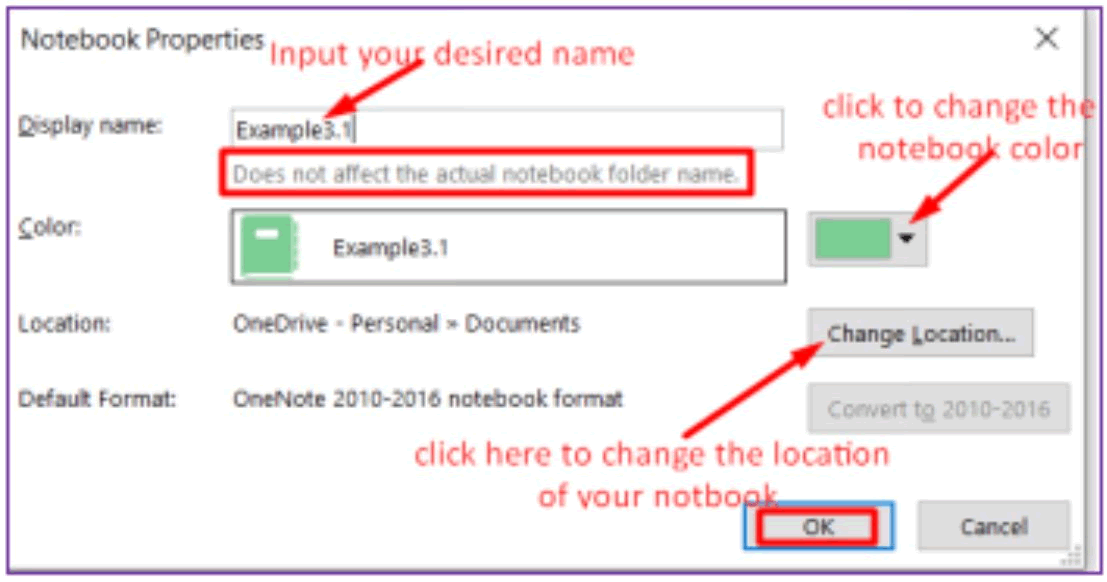 Notebook Properties
Input your desired name
click to change the
notebook color
Display name:
Example3.1
Does not affect the actual notebook folder name.
Color:
Example3.1
Location:
OneDrive - Personal » Documents
Change Location...
Default Format:
OneNote 2010-2016 notebook format
Convert to 2010-2016
click here to change the location
of your notbook
OK
Cancel